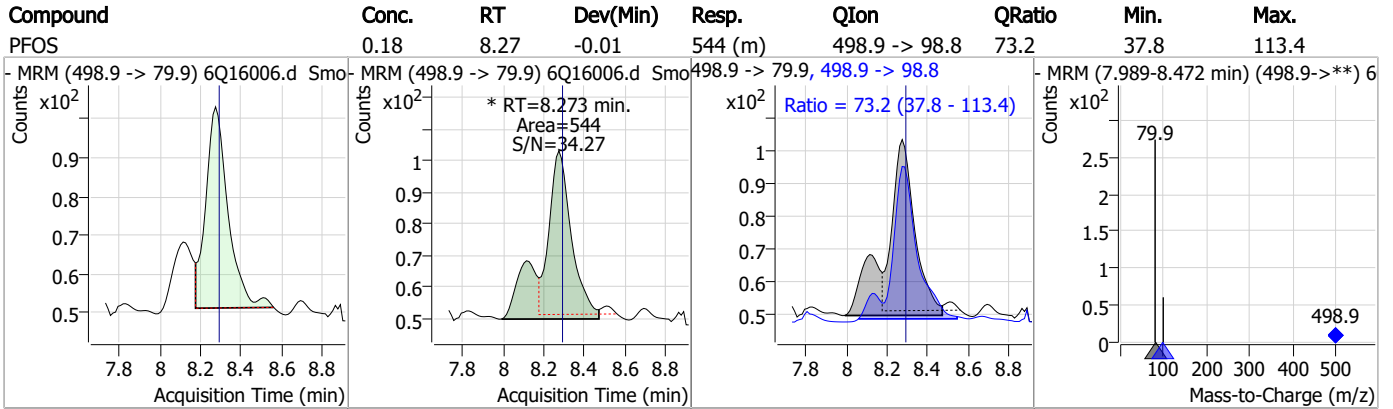 Compound Conc. RT Dev(Min) Resp. QIon QRatio Min. Max.
PFOS 0.18 8.27 -0.01 544 (m) 498.9 -> 98.8 73.2 37.8 113.4
- MRM (498.9 -> 79.9) 6Q16006.d Smo
Counts
x10²
0.9
0.8
0.7
0.6
0.5
7.8 8 8.2 8.4 8.6 8.8
Acquisition Time (min)
- MRM (498.9 -> 79.9) 6Q16006.d Smo
Counts
x10²
* RT=8.273 min.
Area=544
S/N=34.27
1
0.9
0.8
0.7
0.6
0.5
7.8 8 8.2 8.4 8.6 8.8
Acquisition Time (min)
498.9 -> 79.9, 498.9 -> 98.8
x10²
Ratio = 73.2 (37.8 - 113.4)
1
0.9
0.8
0.7
0.6
0.5
7.8 8 8.2 8.4 8.6 8.8
Acquisition Time (min)
- MRM (7.989-8.472 min) (498.9->**) 6
Counts
x10²
79.9
2.5
2
1.5
1
0.5
0
498.9
100 200 300 400 500
Mass-to-Charge (m/z)